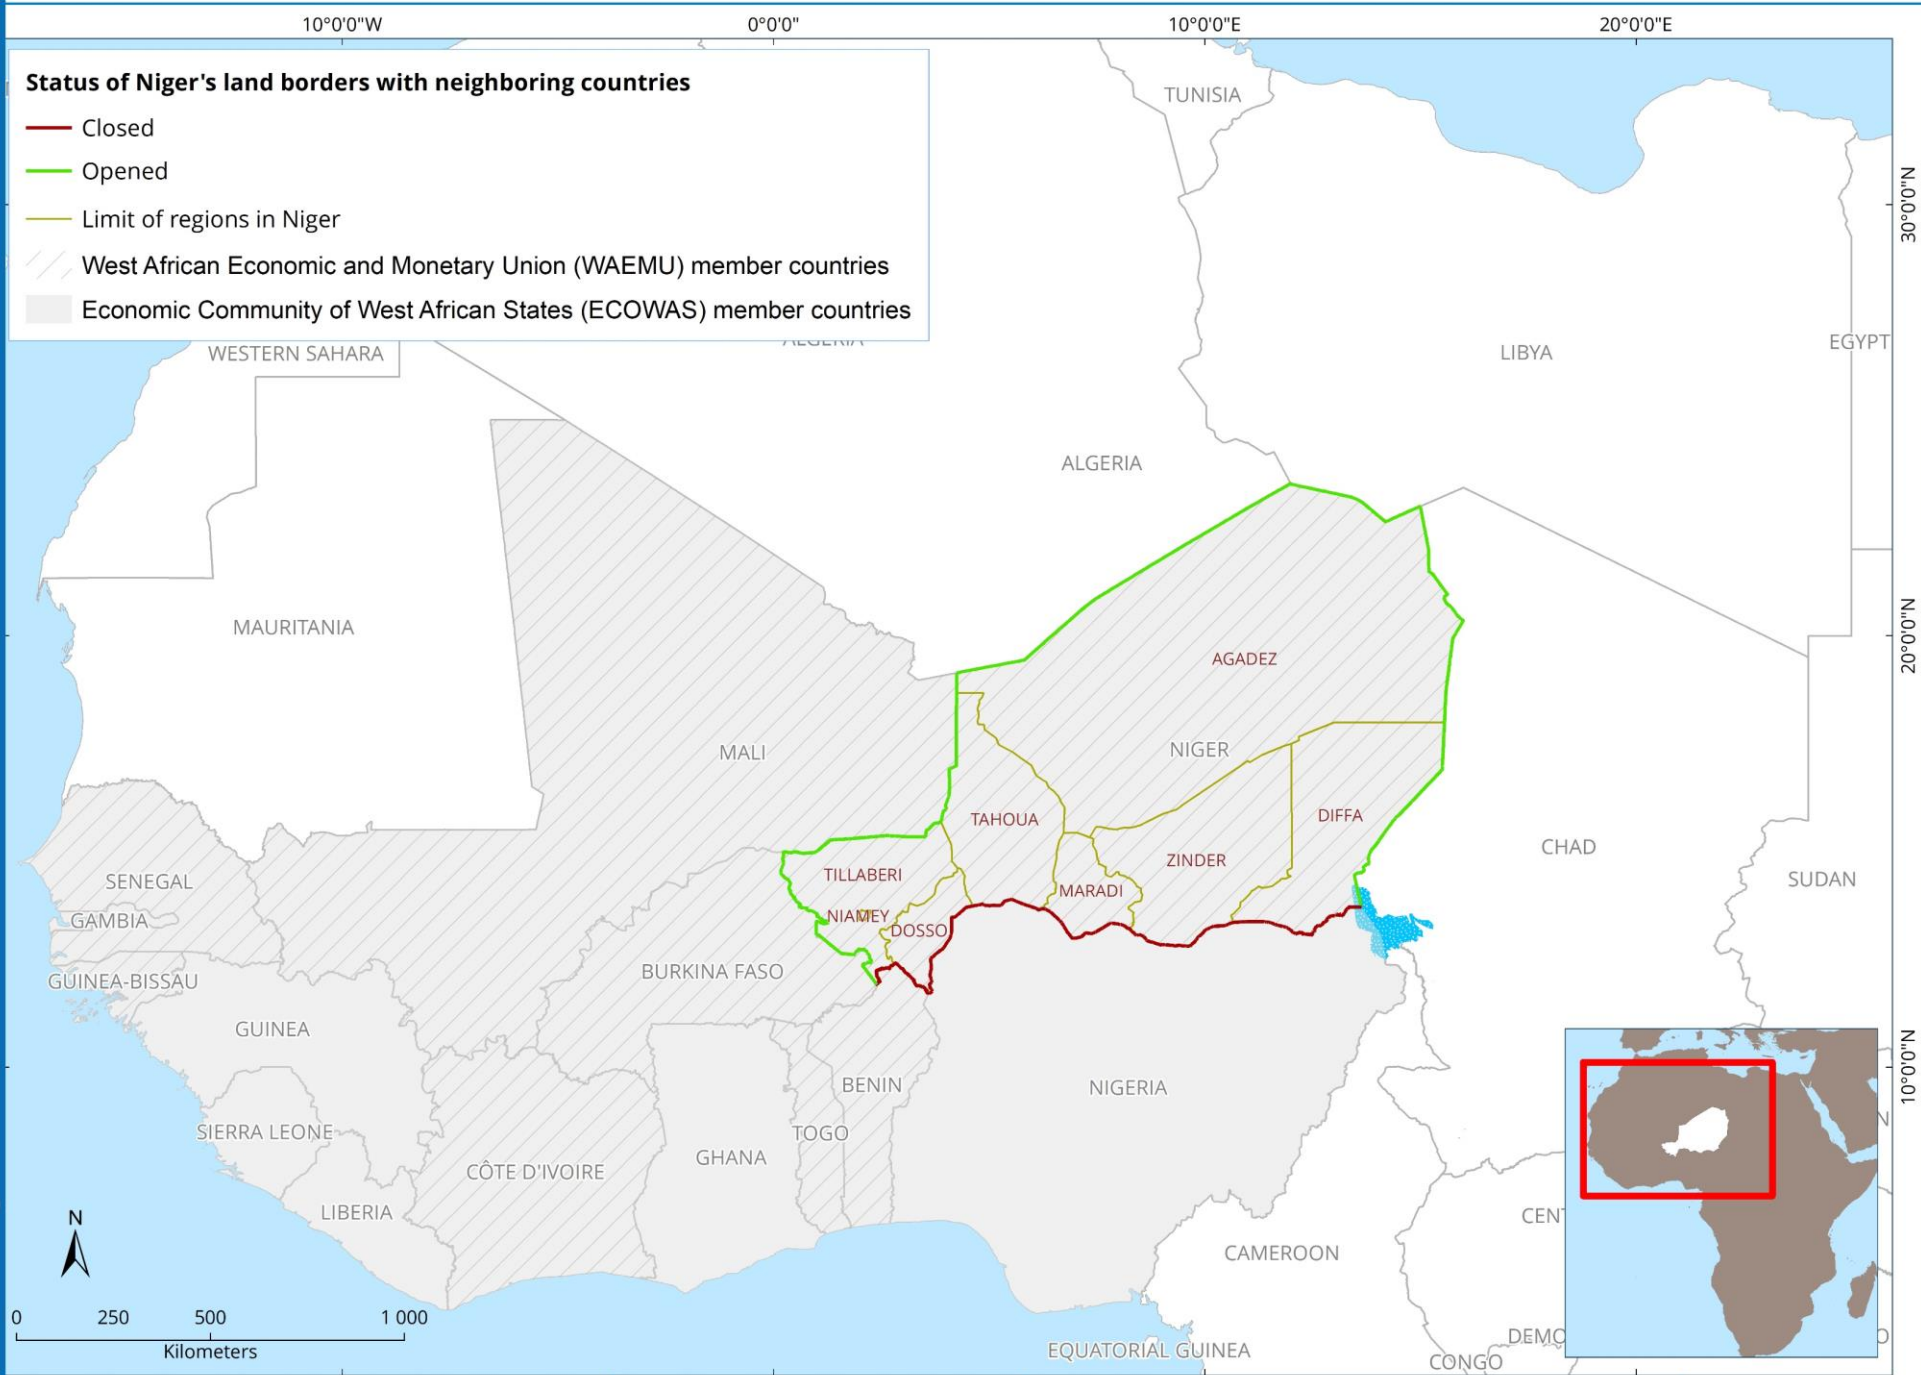 10°0'0"W
0°0'0"
10°0'0"E
20°0'0"E
Status of Niger's land borders with neighboring countries
Closed
Opened
Limit of regions in Niger
West African Economic and Monetary Union (WAEMU) member countries
Economic Community of West African States (ECOWAS) member countries
TUNISIA
30°0'0"N
ALGERIA
WESTERN SAHARA
LIBYA
EGYPT
ALGERIA
20°0'0"N
MAURITANIA
AGADEZ
MALI
NIGER
TAHOUA
DIFFA
CHAD
ZINDER
TILLABERI
SUDAN
SENEGAL
MARADI
GAMBIA
NIAMEY
DOSSO
BURKINA FASO
GUINEA-BISSAU
GUINEA
10°0'0"N
BENIN
NIGERIA
N
SIERRA LEONE
TOGO
GHANA
CÔTE D'IVOIRE
LIBERIA
CENT
N
CAMEROON
0 250 500 1 000
Kilometers
DEMO
O
EQUATORIAL GUINEA
CONGO